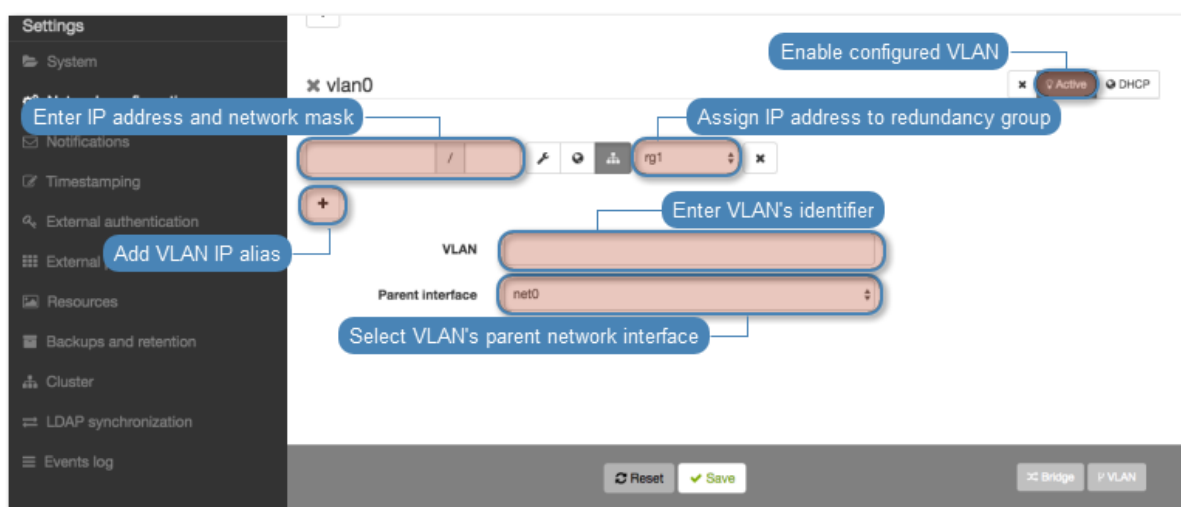 Settings
System
Enable configured VLAN
vlan0
Active
DHCP
Enter IP address and network mask
Assign IP address to redundancy group
Notifications
/
rg1
Timestamping
External authentication
Enter VLAN's identifier
Add VLAN IP alias
VLAN
External
Parent interface
net0
Resources
Select VLAN's parent network interface
Backups and retention
Cluster
LDAP synchronization
Events log
Reset
Save
Bridge
VLAN